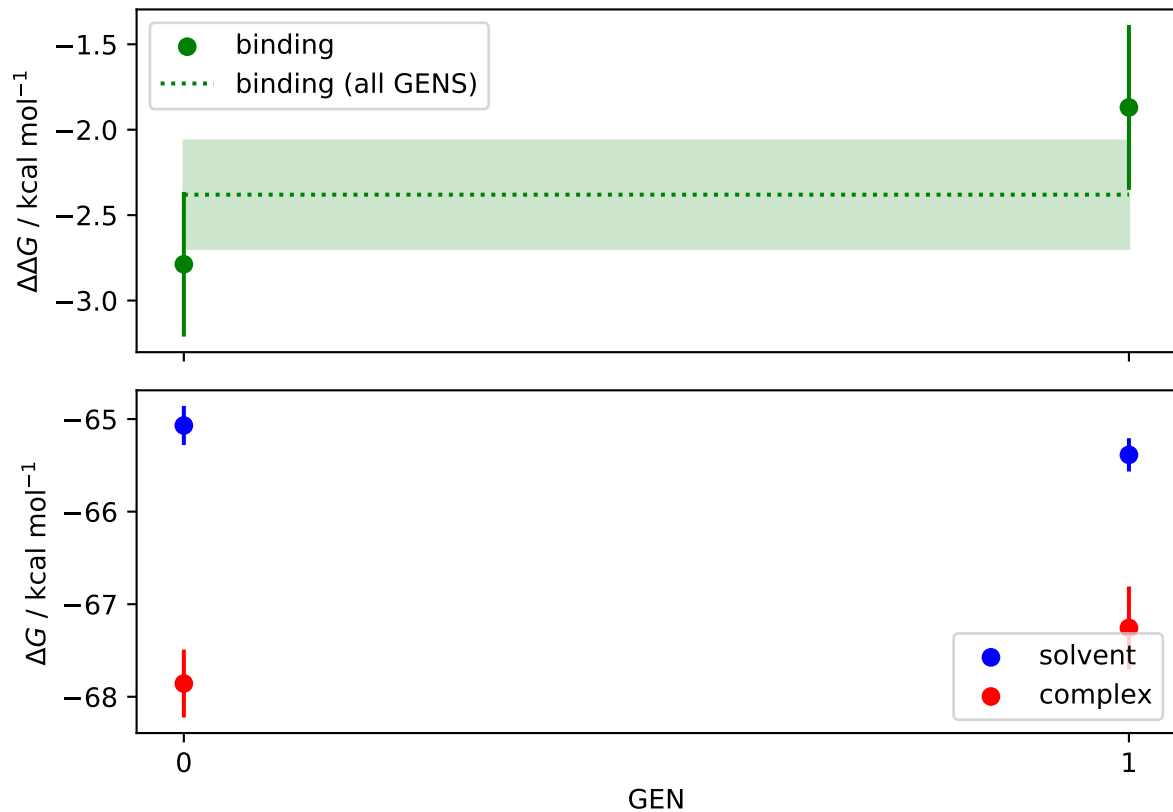 binding
binding (all GENS)
ΔΔG / kcal mol⁻¹
−1.5
−2.0
−2.5
−3.0
ΔG / kcal mol⁻¹
−65
−66
−67
−68
solvent
complex
0
1
GEN